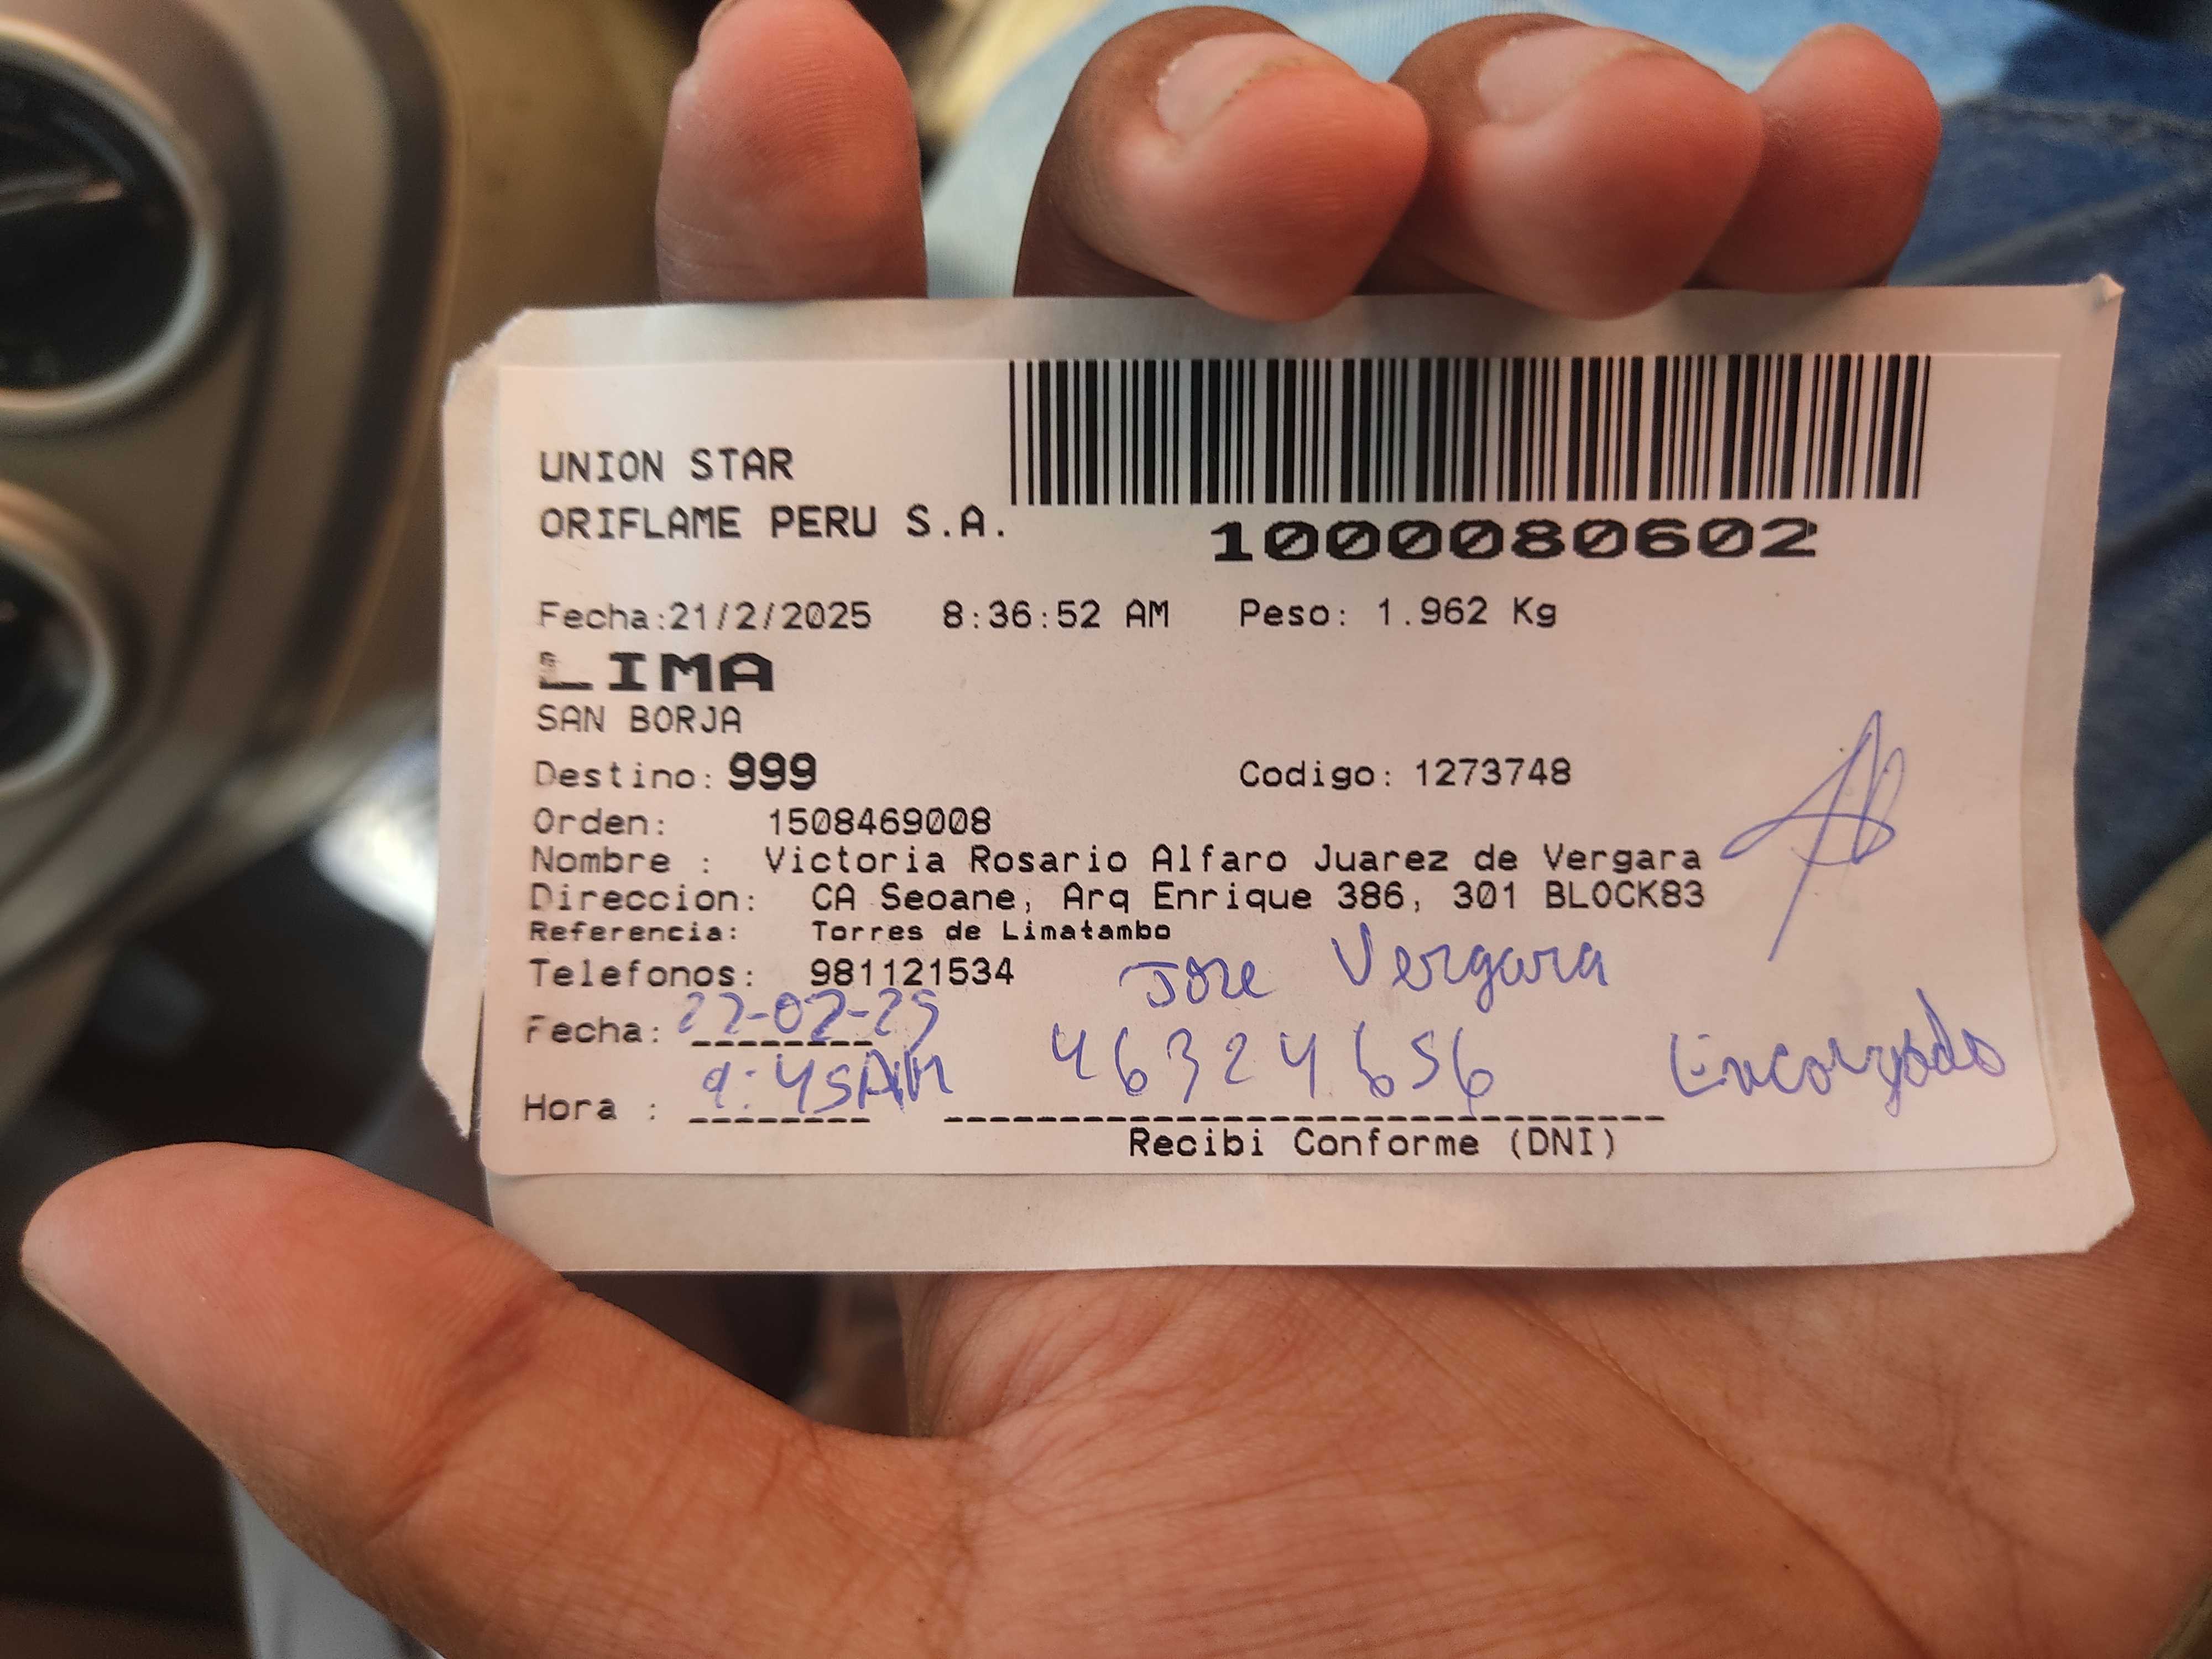 UNION STAR
ORIFLAME PERU S.A.
1000080602
Fecha:21/2/2025 8:36:52 AM Peso: 1.962 Kg
LIMA
SAN BORJA
Destino: 999 Codigo: 1273748
Orden: 1508469008
Nombre : Victoria Rosario Alfaro Juarez de Vergara
Direccion: CA Seoane, Arq Enrique 386, 301 BLOCK83
Referencia: Torres de Limatambo
Telefonos: 981121534 Jose Vergara
Fecha: 22-02-25
46324656 Encargado
Hora : 9:45AM
Recibi Conforme (DNI)